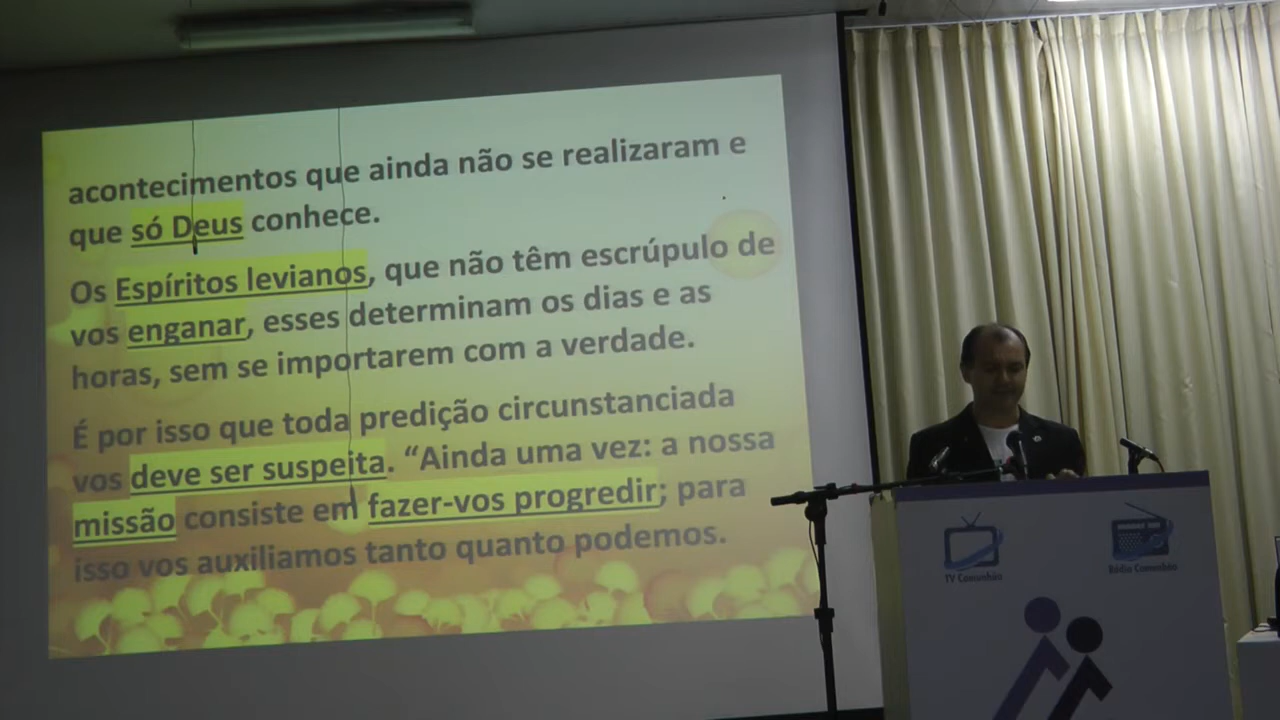 acontecimentos que ainda não se realizaram e
que só Deus conhece.
Os Espíritos levianos, que não têm escrúpulo de
vos enganar, esses determinam os dias e as
horas, sem se importarem com a verdade.
É por isso que toda predição circunstanciada
vos deve ser suspeita. “Ainda uma vez: a nossa
missão consiste em fazer-vos progredir; para
isso vos auxiliamos tanto quanto podemos.
TV Comunhão
Rádio Comunhão